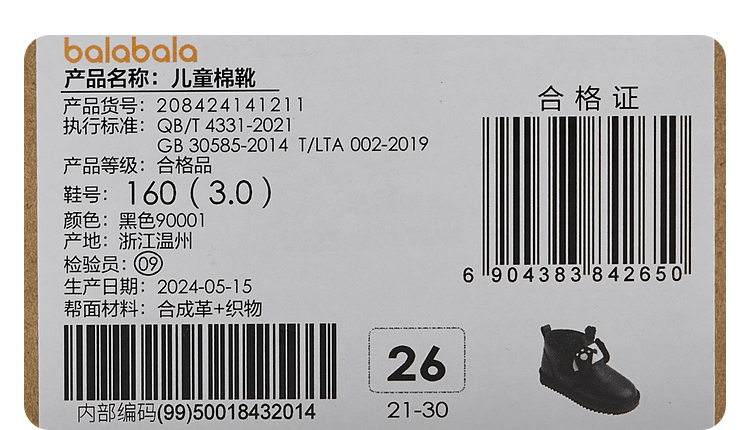 balabala
产品名称：儿童棉靴
产品货号：208424141211
执行标准：QB/T 4331-2021
GB 30585-2014 T/LTA 002-2019
产品等级：合格品
鞋号：160（3.0）
颜色：黑色90001
产地：浙江温州
检验员：09
生产日期：2024-05-15
帮面材料：合成革+织物
内部编码(99)50018432014
合格证
6 904383 842650
26
21-30